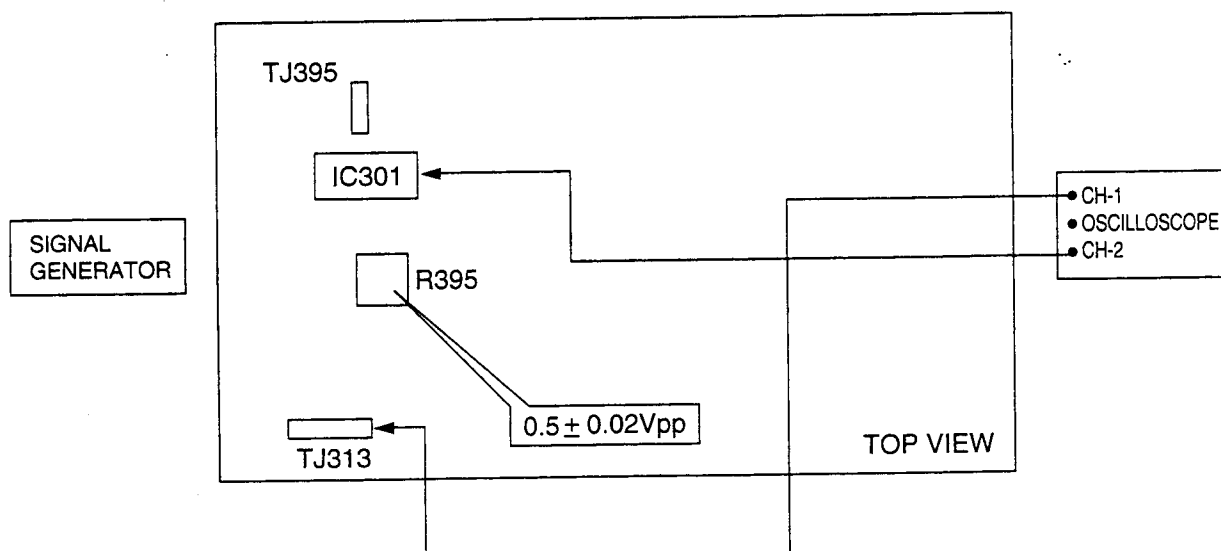 TJ395
IC301
SIGNAL
GENERATOR
R395
CH-1
OSCILLOSCOPE
CH-2
0.5 ± 0.02Vpp
TJ313
TOP VIEW